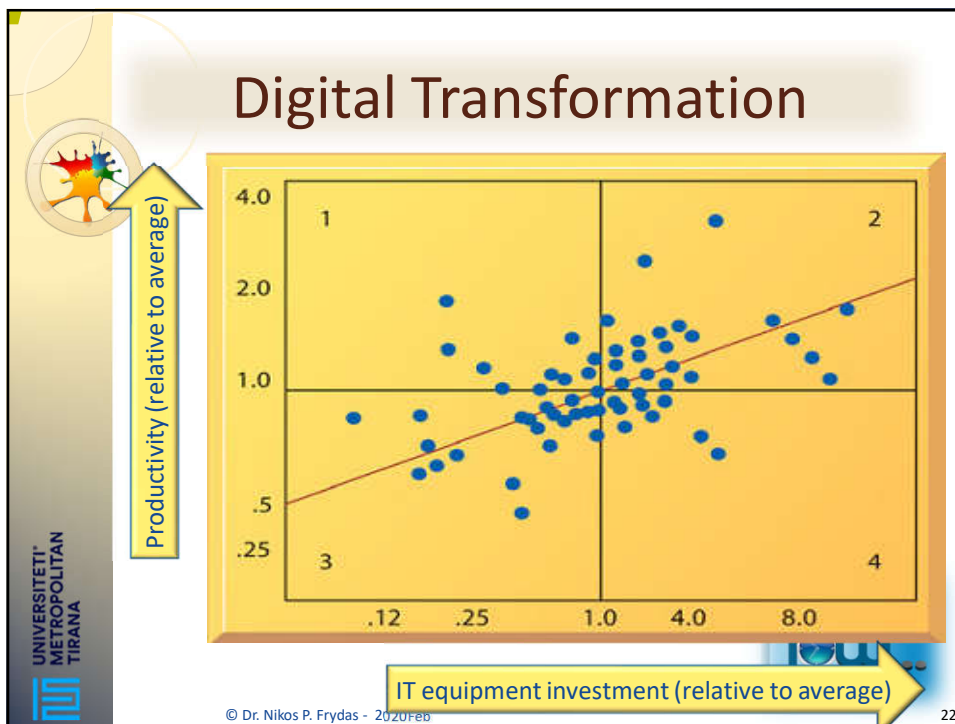 Digital Transformation
Productivity (relative to average)
4.0
2.0
1.0
.5
.25
1
2
3
4
.12 .25 1.0 4.0 8.0
IT equipment investment (relative to average)
UNIVERSITETI
METROPOLITAN
TIRANA
© Dr. Nikos P. Frydas - 2020Feb
22